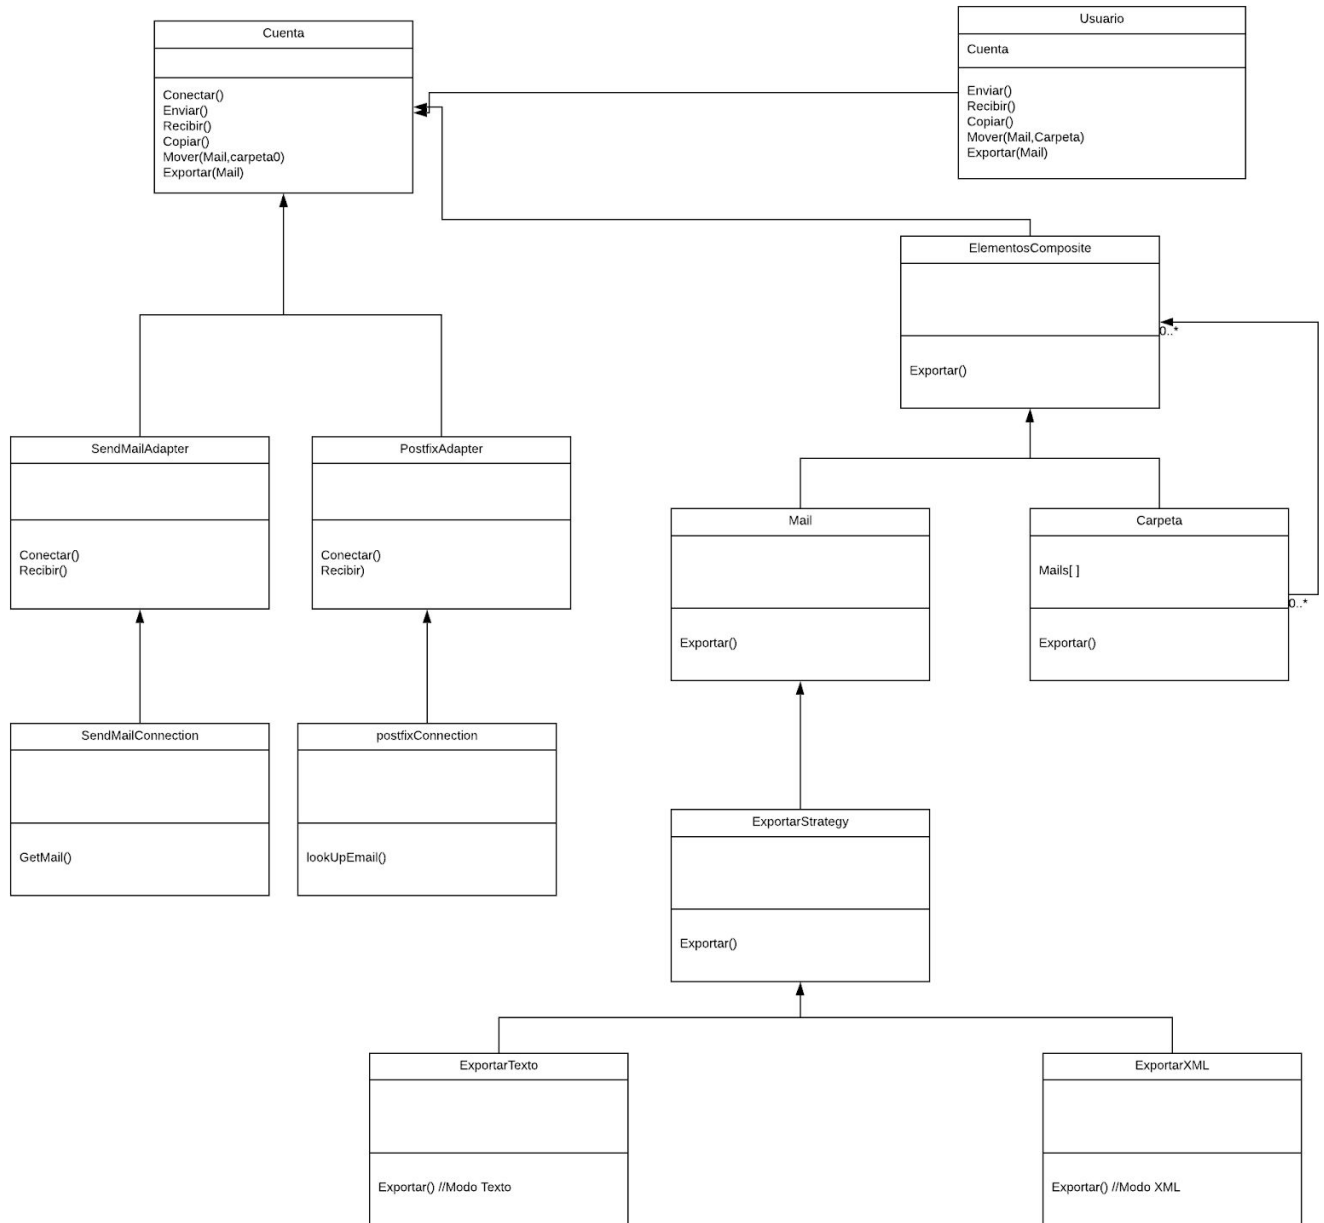 Cuenta
Conectar()
Enviar()
Recibir()
Copiar()
Mover(Mail,carpeta0)
Exportar(Mail)
Usuario
Cuenta
Enviar()
Recibir()
Copiar()
Mover(Mail,Carpeta)
Exportar(Mail)
ElementosComposite
0..*
Exportar()
SendMailAdapter
Conectar()
Recibir()
PostfixAdapter
Conectar()
Recibir)
Mail
Exportar()
Carpeta
Mails[ ]
0..*
Exportar()
SendMailConnection
GetMail()
postfixConnection
lookUpEmail()
ExportarStrategy
Exportar()
ExportarTexto
Exportar() //Modo Texto
ExportarXML
Exportar() //Modo XML